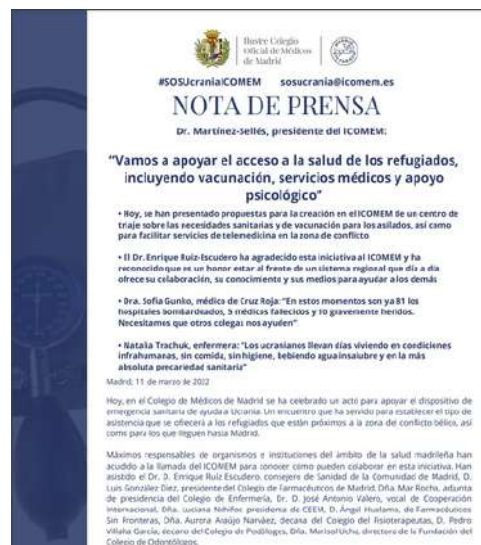 Ilustre Colegio
Oficial de Médicos
de Madrid
#SOSUcraniaICOMEM sosucrania@icomem.es
NOTA DE PRENSA
Dr. Martínez-Sellés, presidente del ICOMEM:
“Vamos a apoyar el acceso a la salud de los refugiados,
incluyendo vacunación, servicios médicos y apoyo
psicológico”
• Hoy, se han presentado propuestas para la creación en el ICOMEM de un centro de
triaje sobre las necesidades sanitarias y de vacunación para los asilados, así como
para facilitar servicios de telemedicina en la zona de conflicto
• El Dr. Enrique Ruiz-Escudero ha agradecido esta iniciativa al ICOMEM y ha
reconocido que es un honor estar al frente de un sistema regional que día a día
ofrece su colaboración, su conocimiento y sus medios para ayudar a los demás
• Dra. Sofía Gunko, médico de Cruz Roja: “En estos momentos son ya 81 los
hospitales bombardeados, 5 médicos fallecidos y 10 gravemente heridos.
Necesitamos que otros colegas nos ayuden”
• Natalia Trachuk, enfermera: “Los ucranianos llevan días viviendo en condiciones
infrahumanas, sin comida, sin higiene, bebiendo agua insalubre y en la más
absoluta precariedad sanitaria”
Madrid, 11 de marzo de 2022
Hoy, en el Colegio de Médicos de Madrid se ha celebrado un acto para apoyar el dispositivo de
emergencia sanitaria de ayuda a Ucrania. Un encuentro que ha servido para establecer el tipo de
asistencia que se ofrecerá a los refugiados que están próximos a la zona del conflicto bélico, así
como para los que lleguen hasta Madrid.
Máximos responsables de organismos e instituciones del ámbito de la salud madrileña han
acudido a la llamada del ICOMEM para conocer cómo pueden colaborar en esta iniciativa. Han
asistido el Dr. D. Enrique Ruiz Escudero, consejero de Sanidad de la Comunidad de Madrid, D.
Luis González Díez, presidente del Colegio de Farmacéuticos de Madrid, Dña. Mar Rocha, adjunta
de presidencia del Colegio de Enfermería, Dr. D. José Antonio Valero, vocal de Cooperación
Internacional, Dña. Luciana presidenta de CEEM, D. Ángel Huélamo, de Farmacéuticos
Sin Fronteras, Dña. Aurora Araújo Narváez, decana del Colegio del Fisioterapeutas, D. Pedro
Villalta García, decano del Colegio de Podólogos, Dña. Marisol Ucha, directora de la Fundación del
Colegio de Odontólogos.